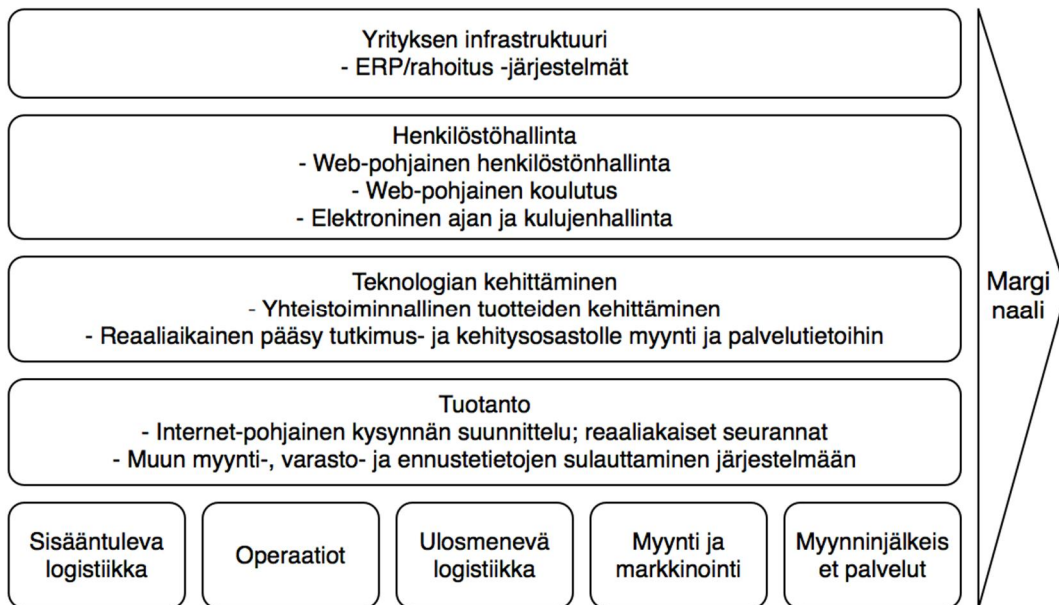 Yrityksen infrastruktuuri
- ERP/rahoitus -järjestelmät
Henkilöstöhallinta
- Web-pohjainen henkilöstönhallinta
- Web-pohjainen koulutus
- Elektroninen ajan ja kulujenhallinta
Teknologian kehittäminen
- Yhteistoiminnallinen tuotteiden kehittäminen
- Reaaliaikainen pääsy tutkimus- ja kehitysosastolle myynti ja palvelutietoihin
Tuotanto
- Internet-pohjainen kysynnän suunnittelu; reaaliakaiset seurannat
- Muun myynti-, varasto- ja ennustetietojen sulauttaminen järjestelmään
Sisääntuleva
logistiikka
Operaatiot
Ulosmenevä
logistiikka
Myynti ja
markkinointi
Myynninjälkeis
et palvelut
Margi
naali